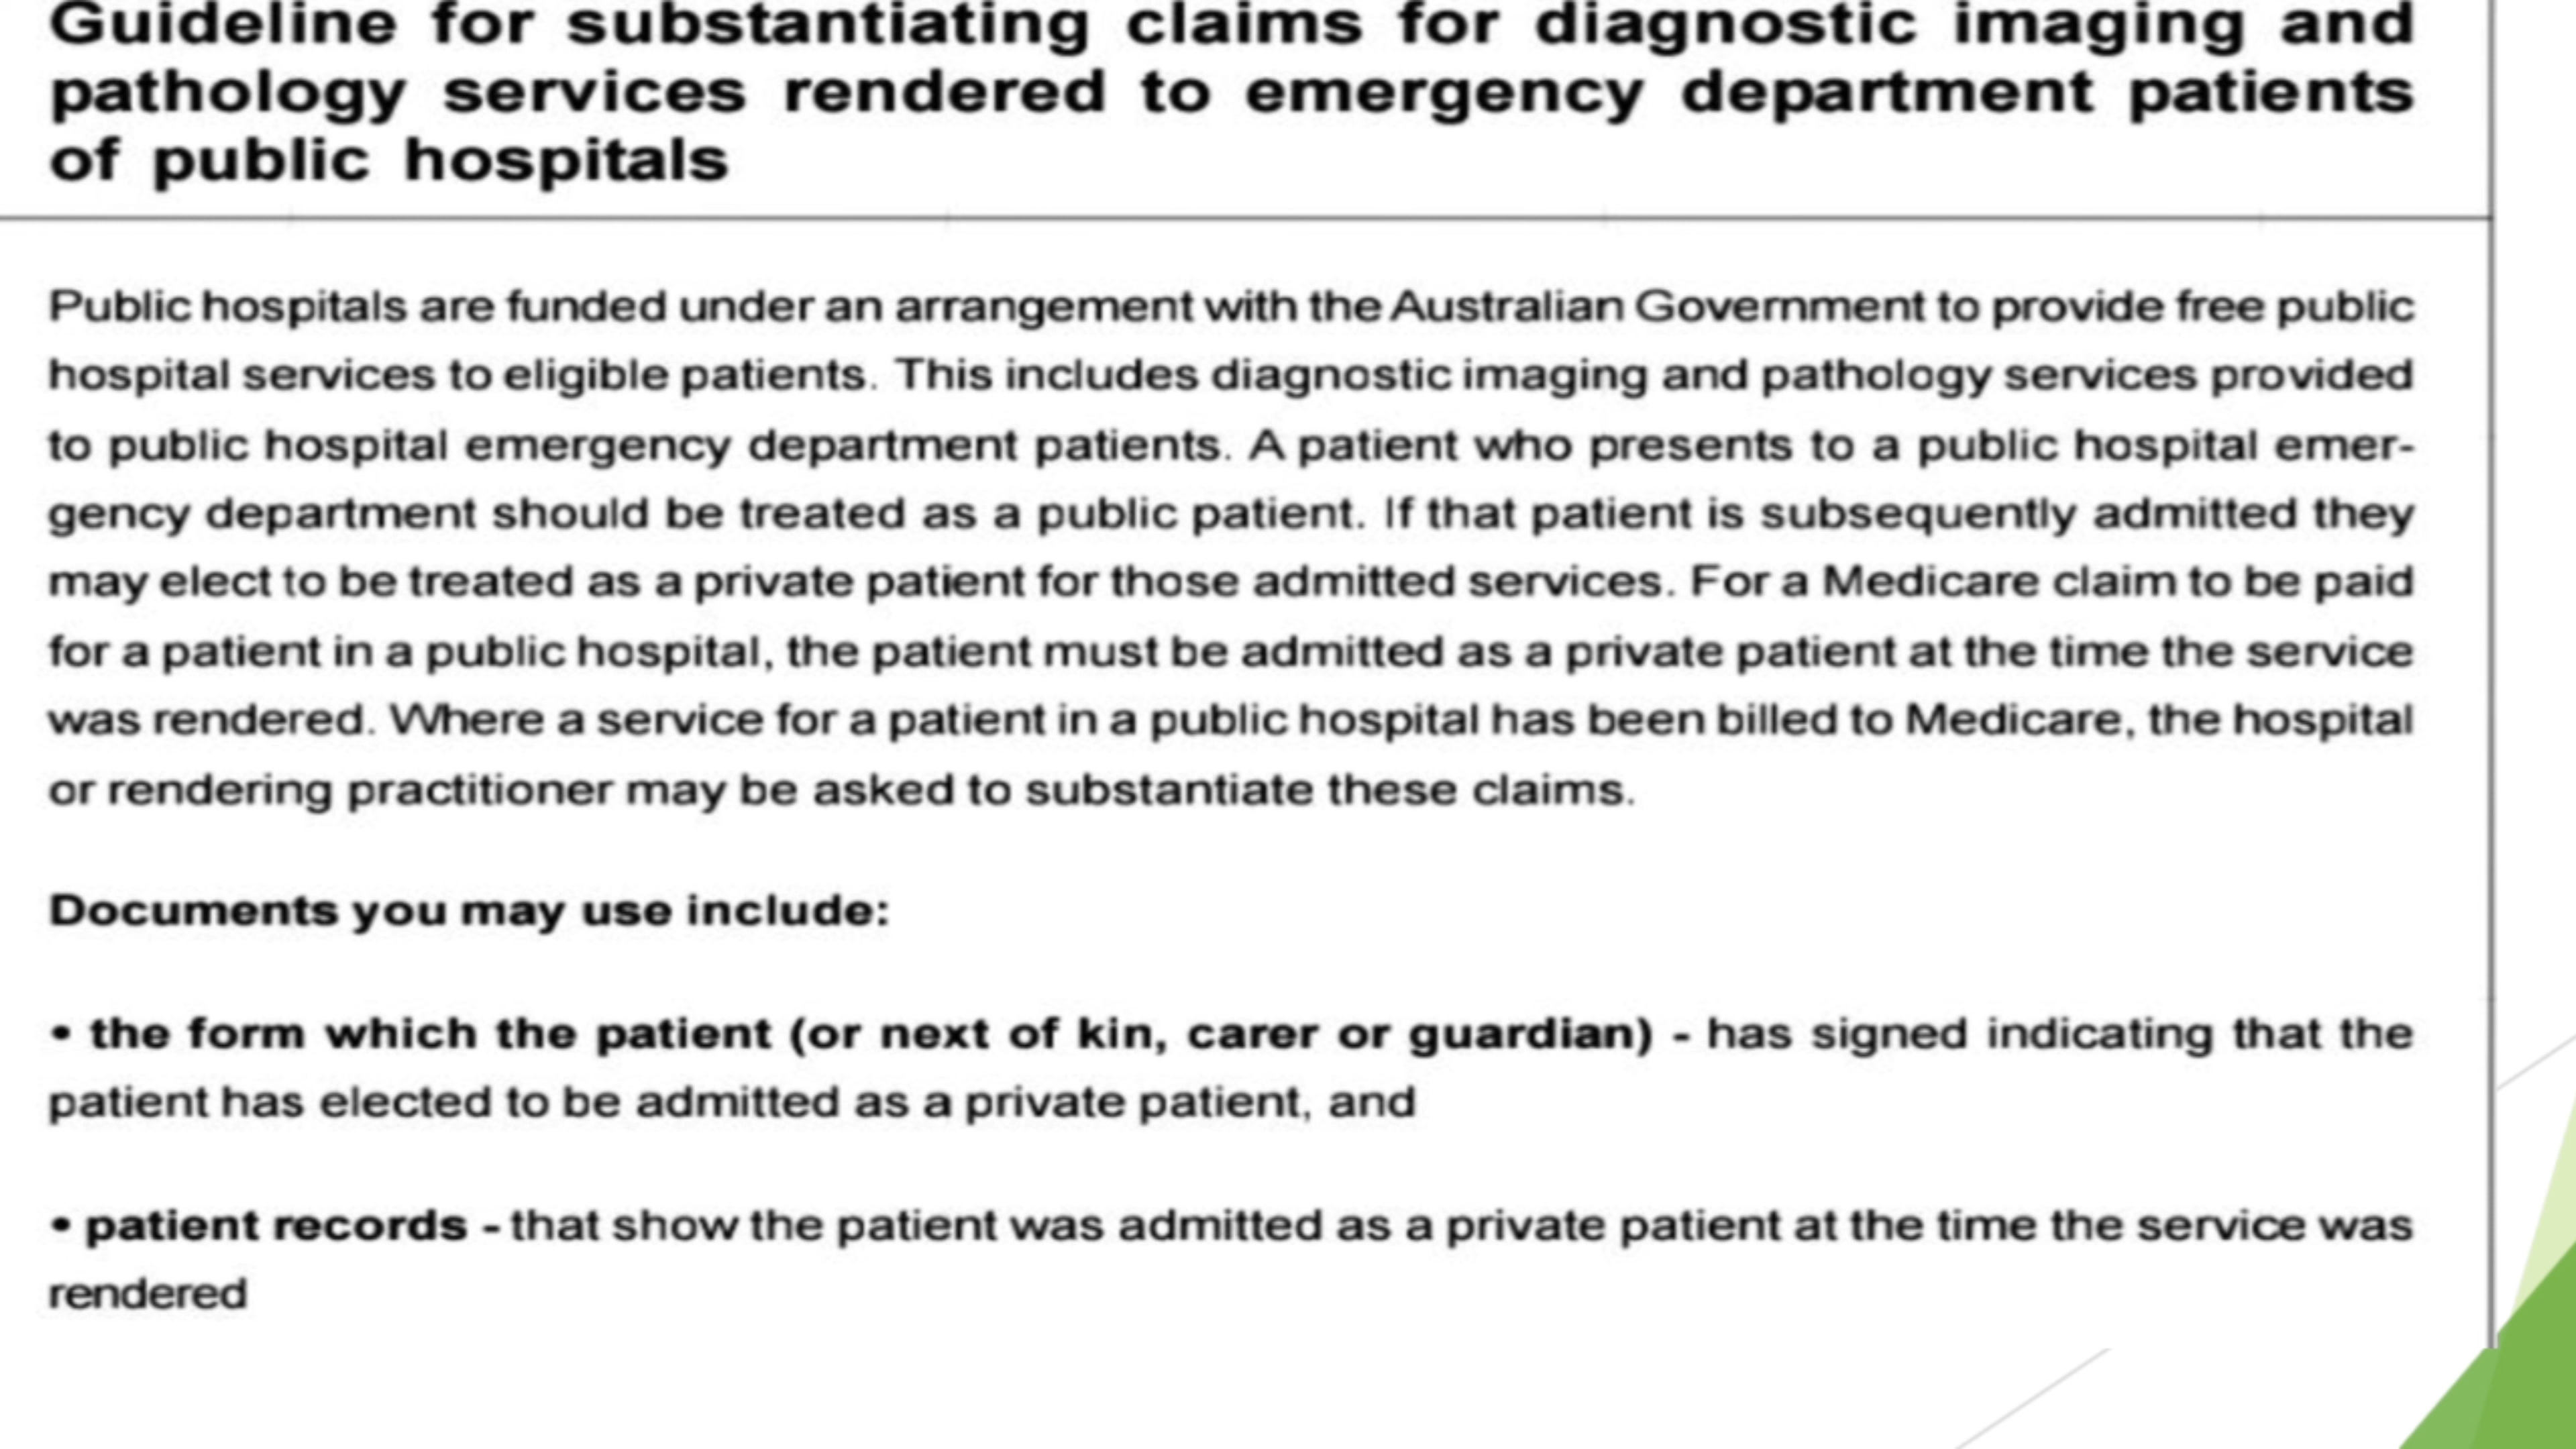 Guideline for substantiating claims for diagnostic imaging and
pathology services rendered to emergency department patients
of public hospitals
Public hospitals are funded under an arrangement with the Australian Government to provide free public
hospital services to eligible patients. This includes diagnostic imaging and pathology services provided
to public hospital emergency department patients. A patient who presents to a public hospital emer-
gency department should be treated as a public patient. If that patient is subsequently admitted they
may elect to be treated as a private patient for those admitted services. For a Medicare claim to be paid
for a patient in a public hospital, the patient must be admitted as a private patient at the time the service
was rendered. Where a service for a patient in a public hospital has been billed to Medicare, the hospital
or rendering practitioner may be asked to substantiate these claims.
Documents you may use include:
• the form which the patient (or next of kin, carer or guardian) - has signed indicating that the
patient has elected to be admitted as a private patient, and
• patient records - that show the patient was admitted as a private patient at the time the service was
rendered